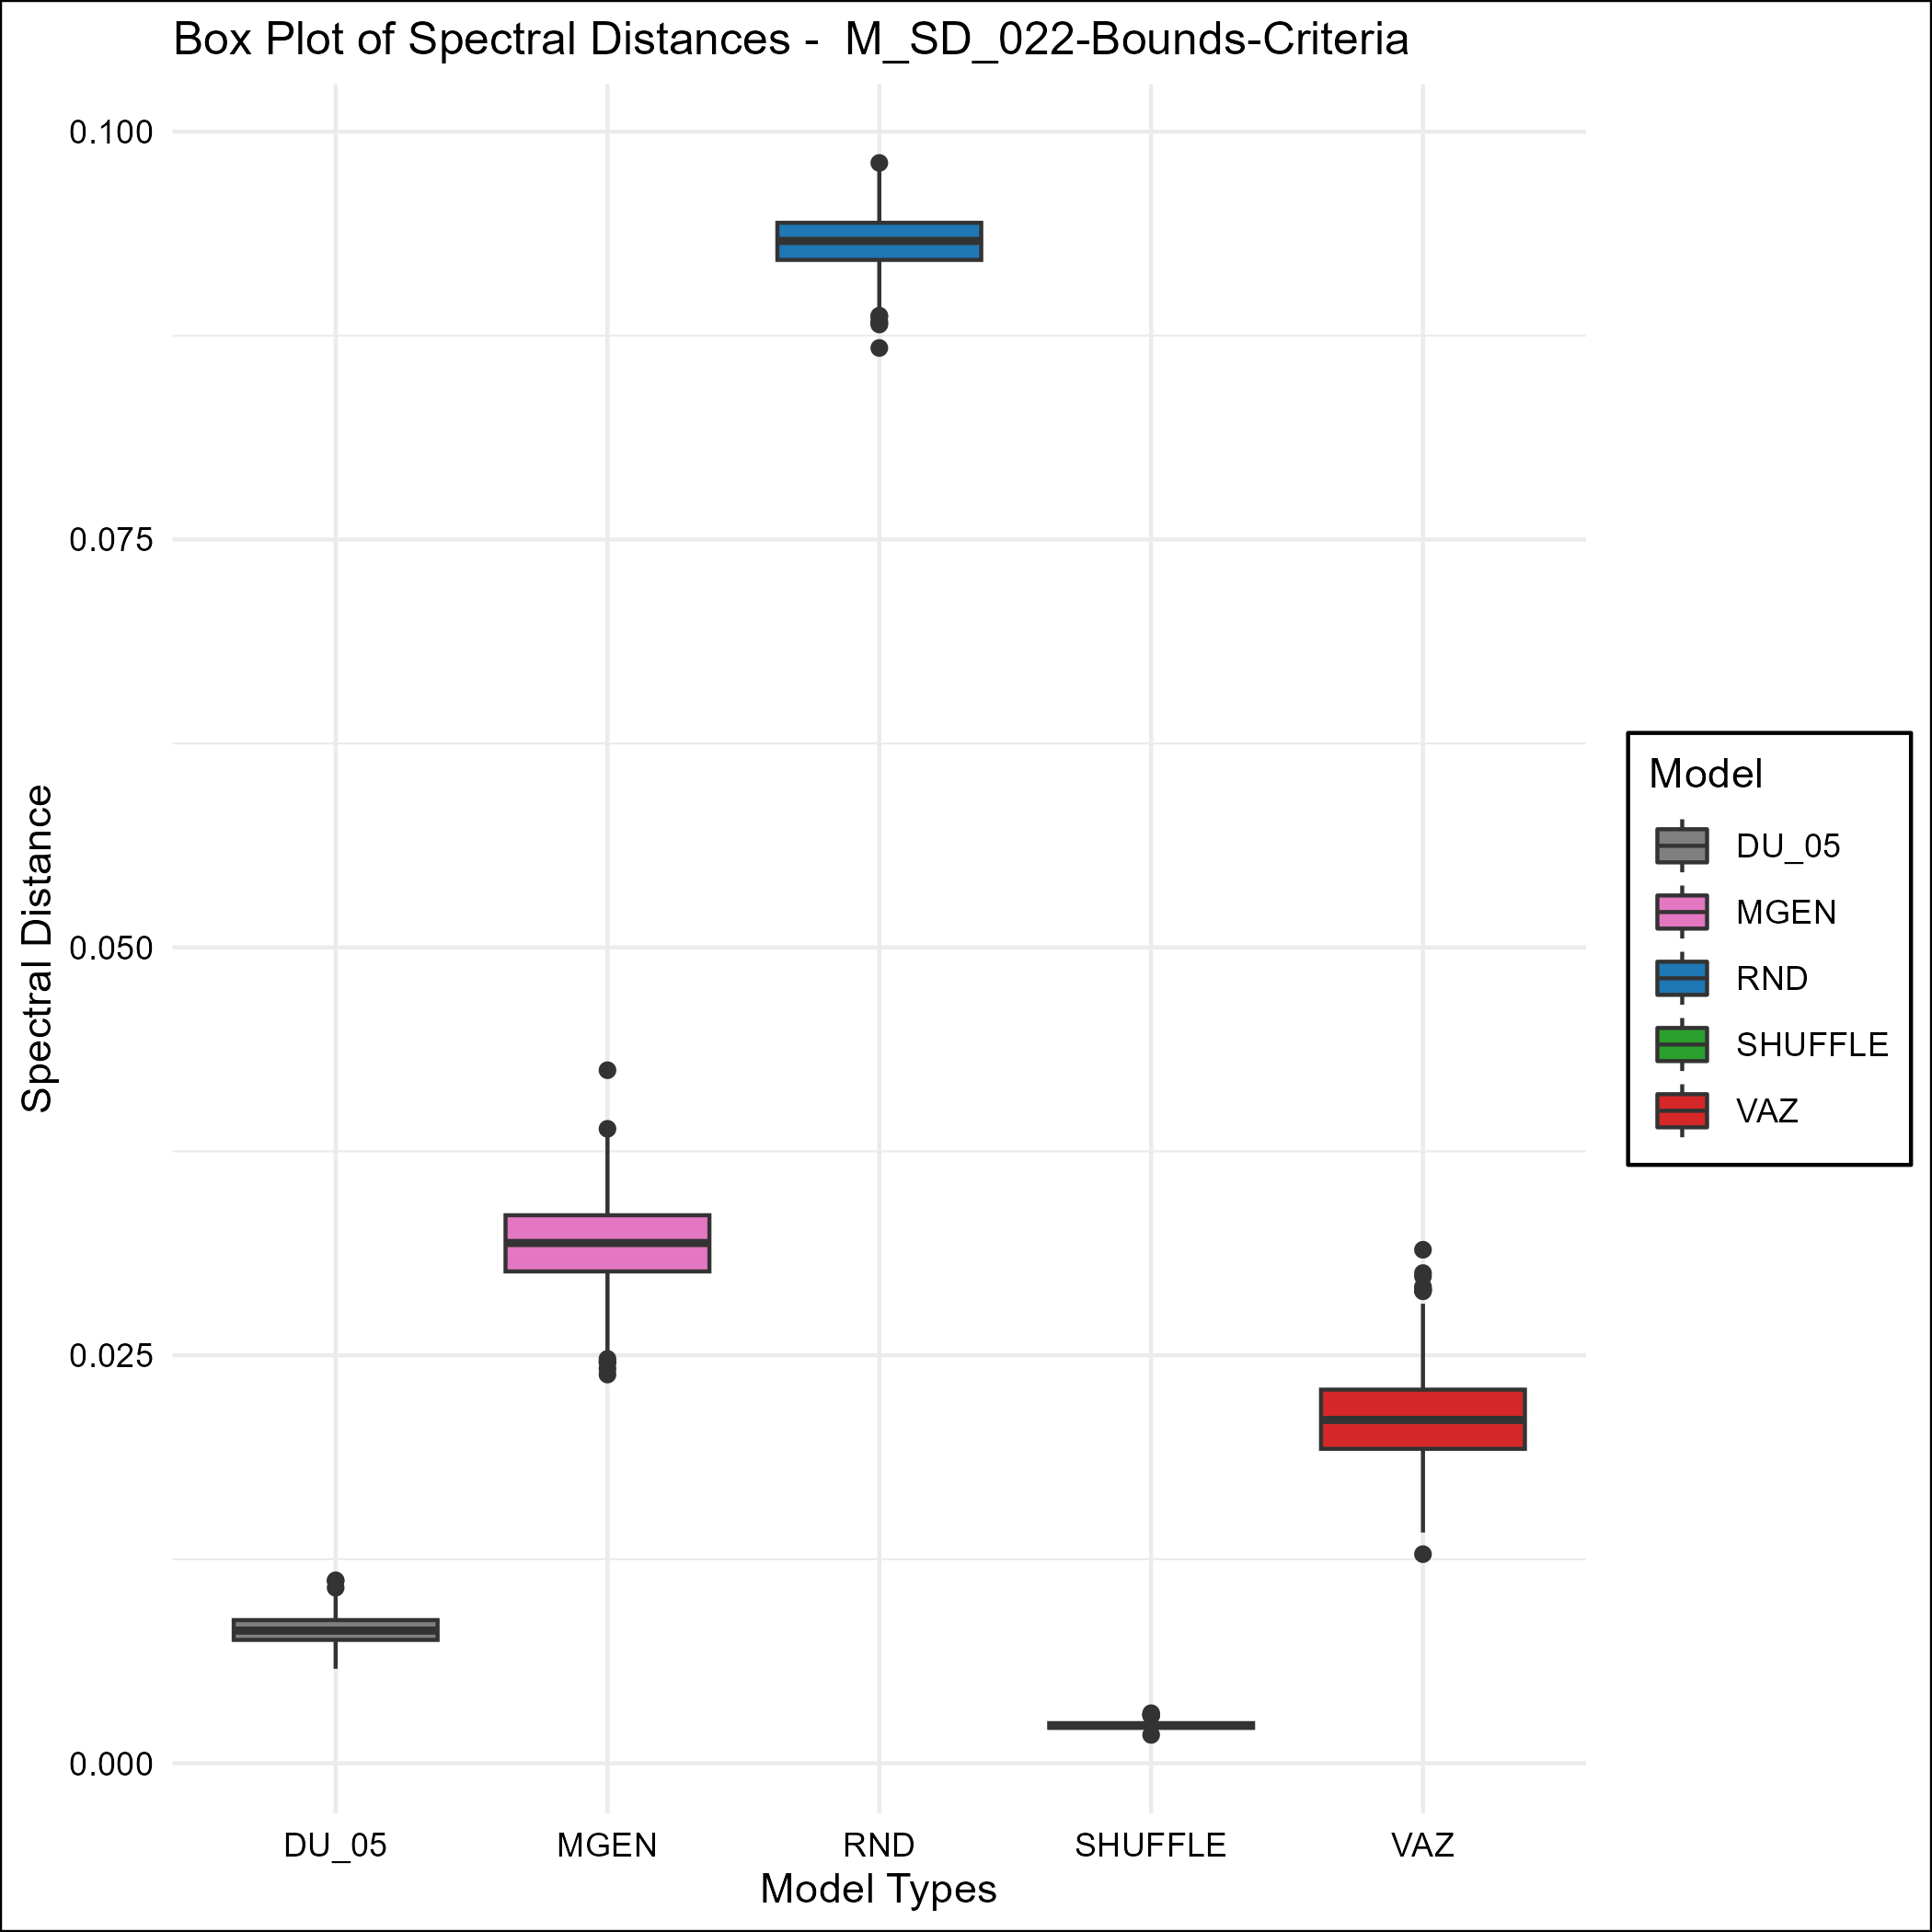 Box Plot of Spectral Distances -  M_SD_022-Bounds-Criteria
0.100
0.075
0.050
0.025
0.000
Spectral Distance
DU_05 MGEN RND SHUFFLE VAZ
Model Types
Model
DU_05
MGEN
RND
SHUFFLE
VAZ